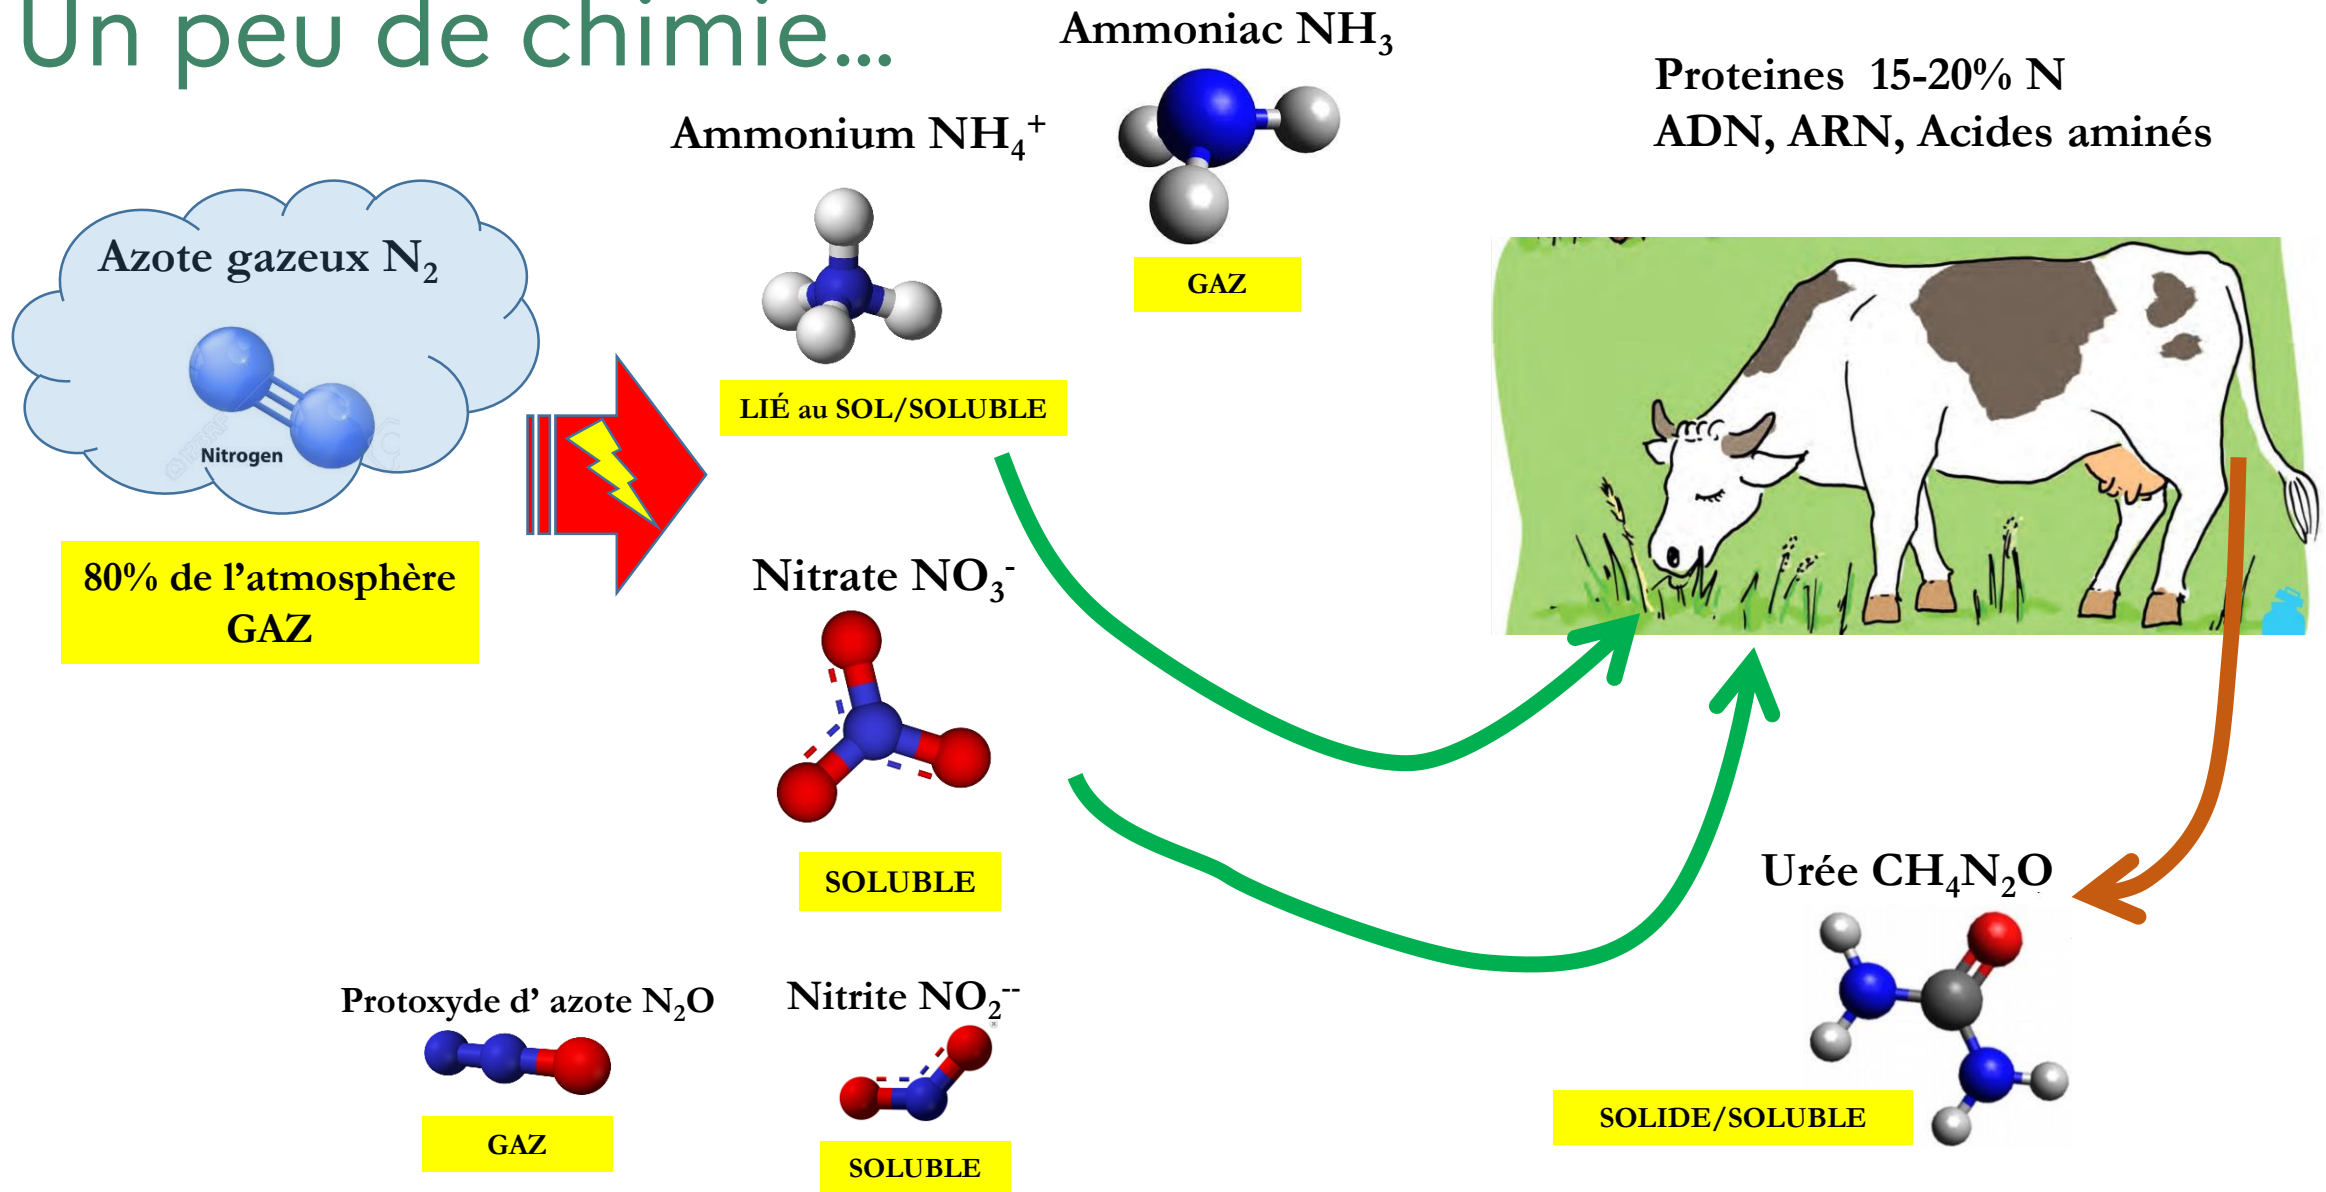 Un peu de chimie...
Ammoniac NH₃
GAZ
Proteines 15-20% N
ADN, ARN, Acides aminés
Ammonium NH₄⁺
LIÉ au SOL/SOLUBLE
Azote gazeux N₂
Nitrogen
80% de l’atmosphère
GAZ
Nitrate NO₃⁻
SOLUBLE
Urée CH₄N₂O
SOLIDE/SOLUBLE
Protoxyde d’ azote N₂O
GAZ
Nitrite NO₂⁻⁻
SOLUBLE